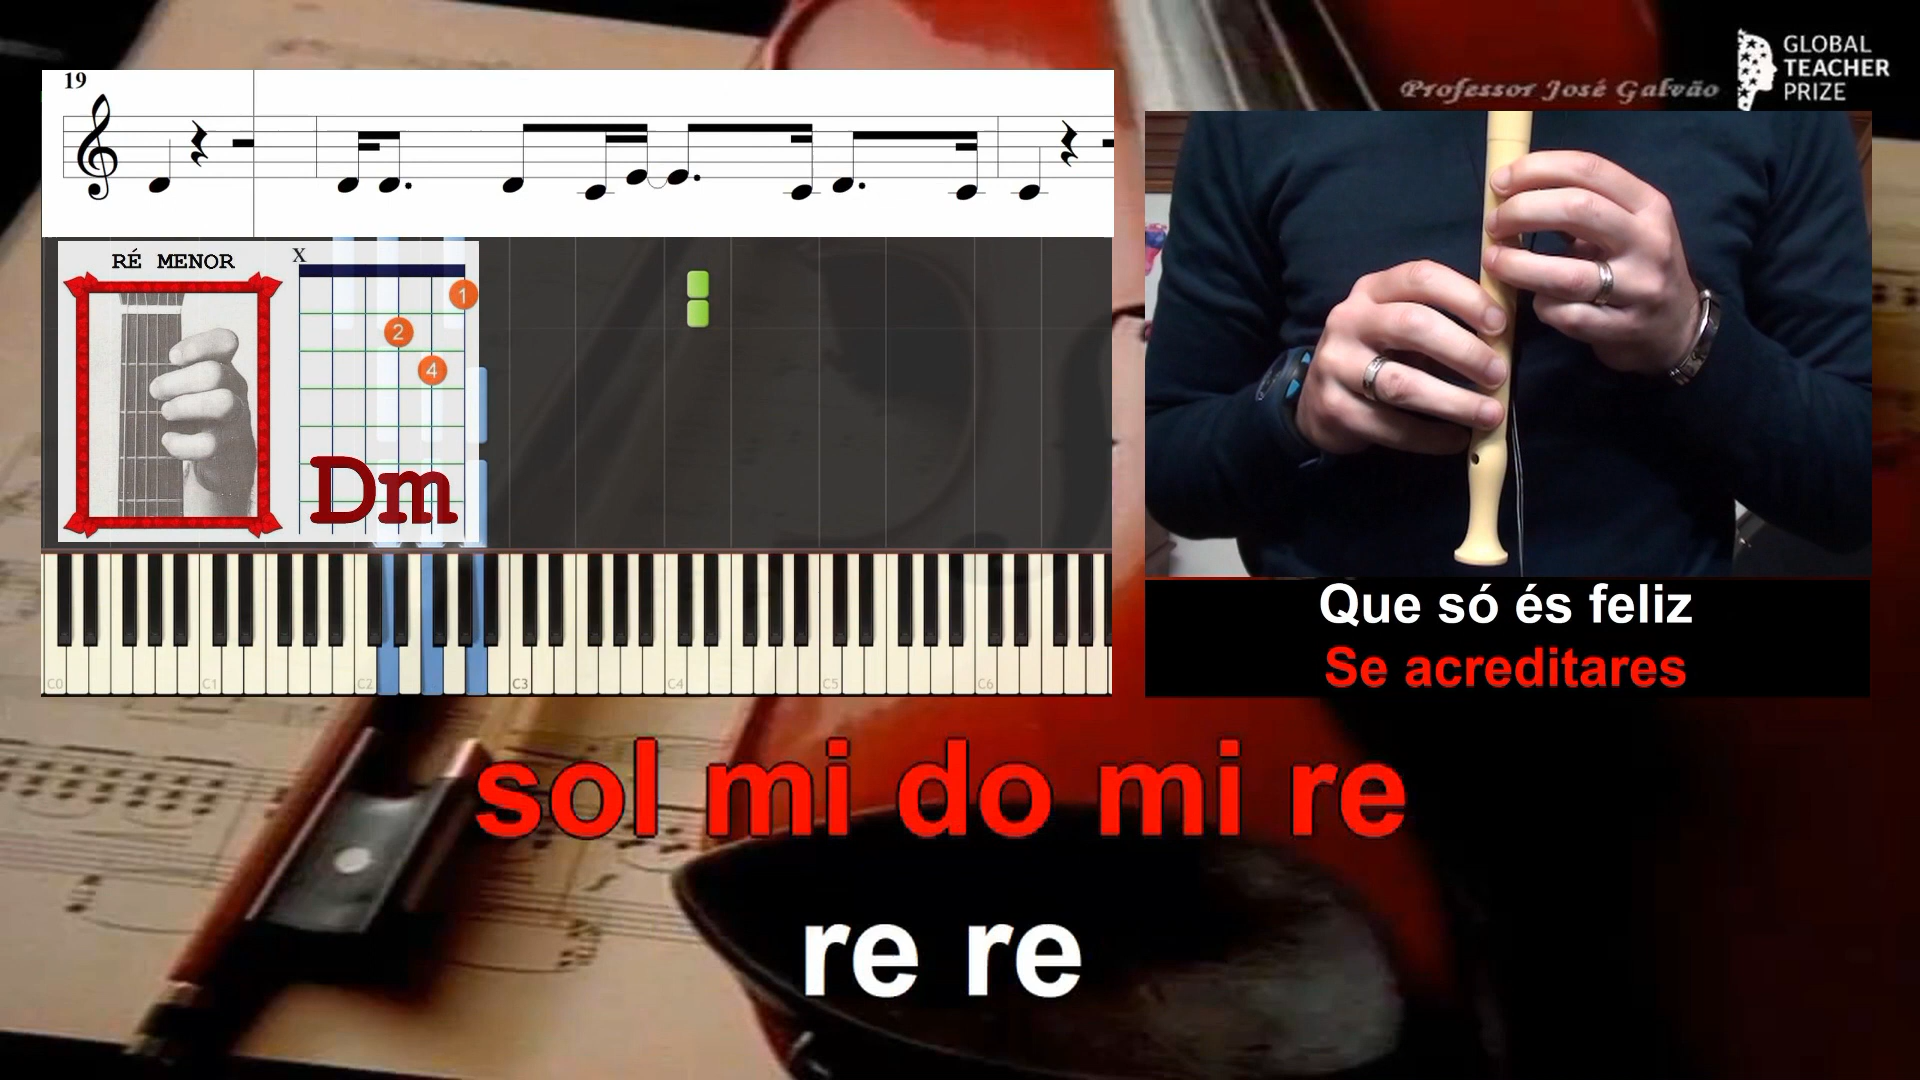 GLOBAL
TEACHER
PRIZE
Professor José Galvão
19
RÉ MENOR
X
1
2
4
Dm
C0 C1 C2 C3 C4 C5 C6
Que só és feliz
Se acreditares
sol mi do mi re
re re